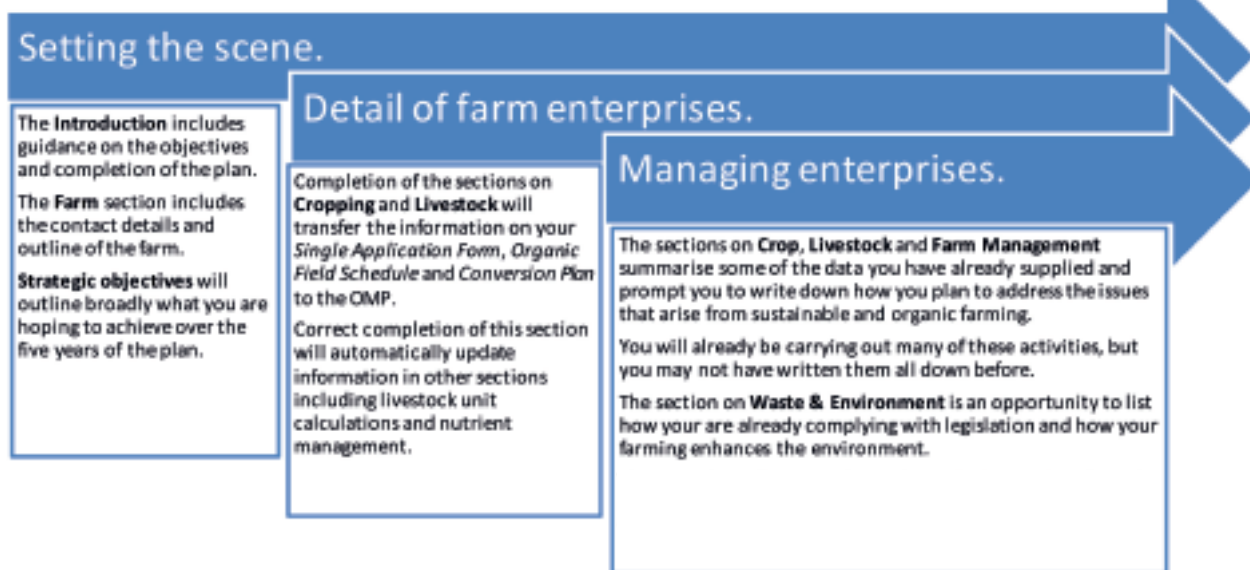 Setting the scene.
The Introduction includes
guidance on the objectives
and completion of the plan.
The Farm section includes
the contact details and
outline of the farm.
Strategic objectives will
outline broadly what you are
hoping to achieve over the
five years of the plan.
Detail of farm enterprises.
Completion of the sections on
Cropping and Livestock will
transfer the information on your
Single Application Form, Organic
Field Schedule and Conversion Plan
to the OMP.
Correct completion of this section
will automatically update
information in other sections
including livestock unit
calculations and nutrient
management.
Managing enterprises.
The sections on Crop, Livestock and Farm Management
summarise some of the data you have already supplied and
prompt you to write down how you plan to address the issues
that arise from sustainable and organic farming.
You will already be carrying out many of these activities, but
you may not have written them all down before.
The section on Waste & Environment is an opportunity to list
how your are already complying with legislation and how your
farming enhances the environment.